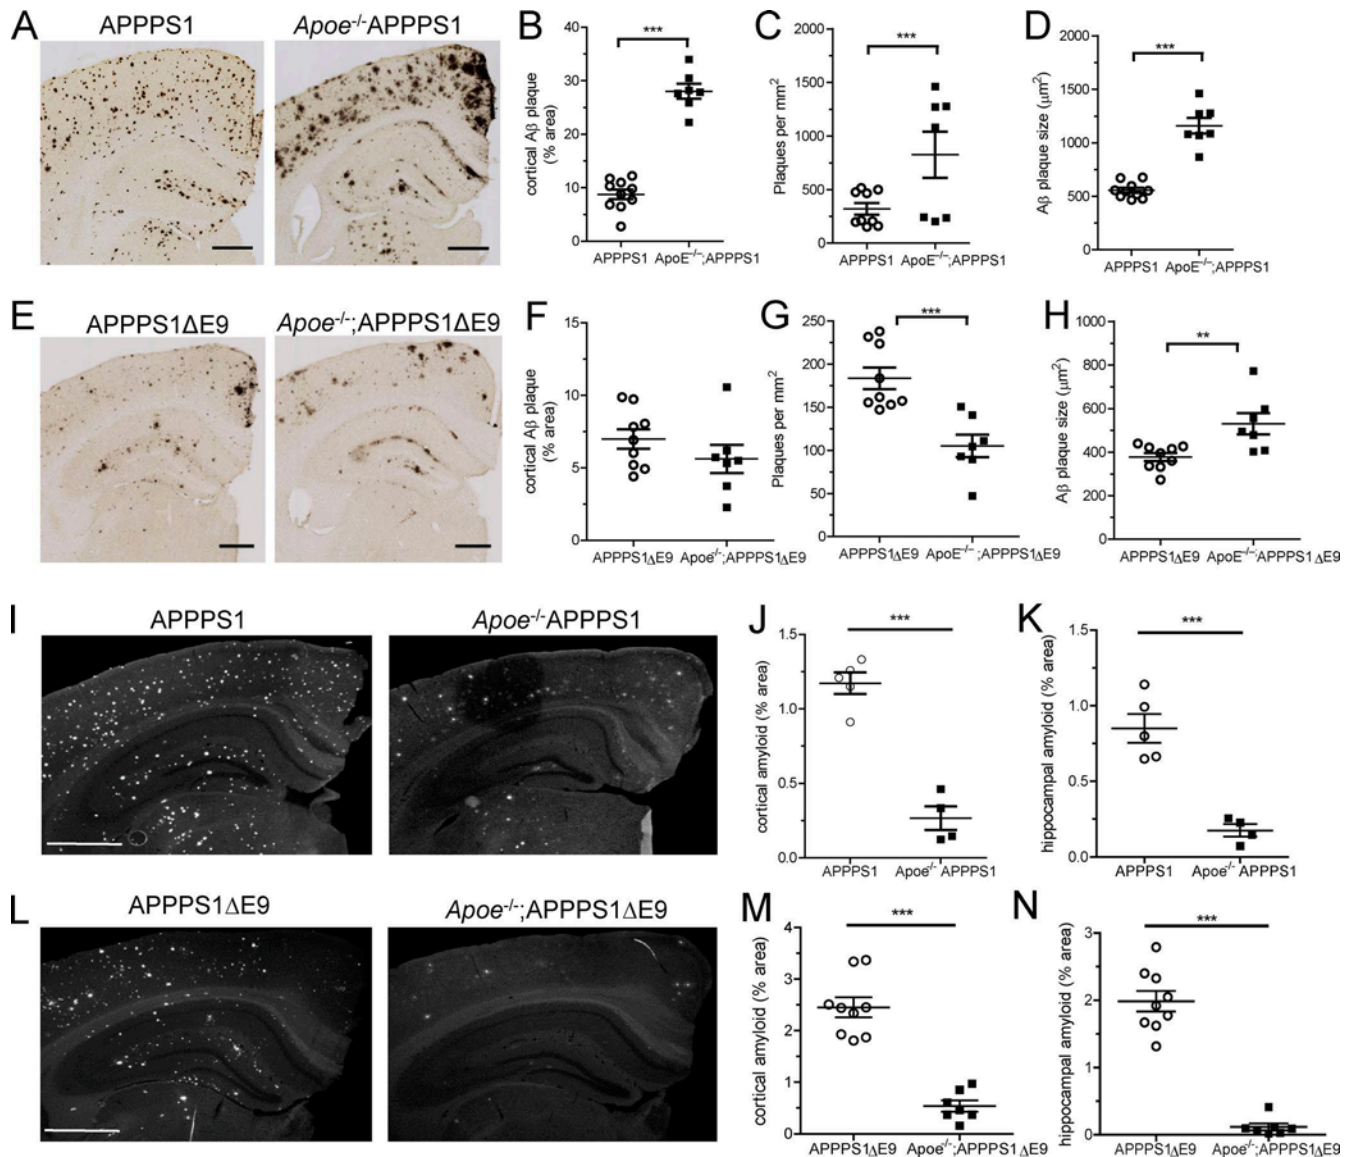 A
APPPS1
Apoe-/-APPPS1
B
cortical Aβ plaque
(% area)
40
30
20
10
0
***
APPPS1
ApoE-/-;APPPS1
C
Plaques per mm2
2000
1500
1000
500
0
***
APPPS1
ApoE-/-;APPPS1
D
Aβ plaque size (μm2)
2000
1500
1000
500
0
***
APPPS1
ApoE-/-;APPPS1
E
APPPS1ΔE9
Apoe-/-;APPPS1ΔE9
F
cortical Aβ plaque
(% area)
15
10
5
0
APPPS1ΔE9
Apoe-/-;APPPS1ΔE9
G
Plaques per mm2
250
200
150
100
50
0
***
APPPS1ΔE9
ApoE-/-;APPPS1ΔE9
H
Aβ plaque size (μm2)
1000
800
600
400
200
0
**
APPPS1ΔE9
ApoE-/-;APPPS1ΔE9
I
APPPS1
Apoe-/-APPPS1
J
cortical amyloid (% area)
1.5
1.0
0.5
0.0
***
APPPS1
Apoe-/- APPPS1
K
hippocampal amyloid (% area)
1.5
1.0
0.5
0.0
***
APPPS1
Apoe-/- APPPS1
L
APPPS1ΔE9
Apoe-/-;APPPS1ΔE9
M
cortical amyloid (% area)
4
3
2
1
0
***
APPPS1ΔE9
Apoe-/-;APPPS1ΔE9
N
hippocampal amyloid (% area)
3
2
1
0
***
APPPS1ΔE9
Apoe-/-;APPPS1ΔE9